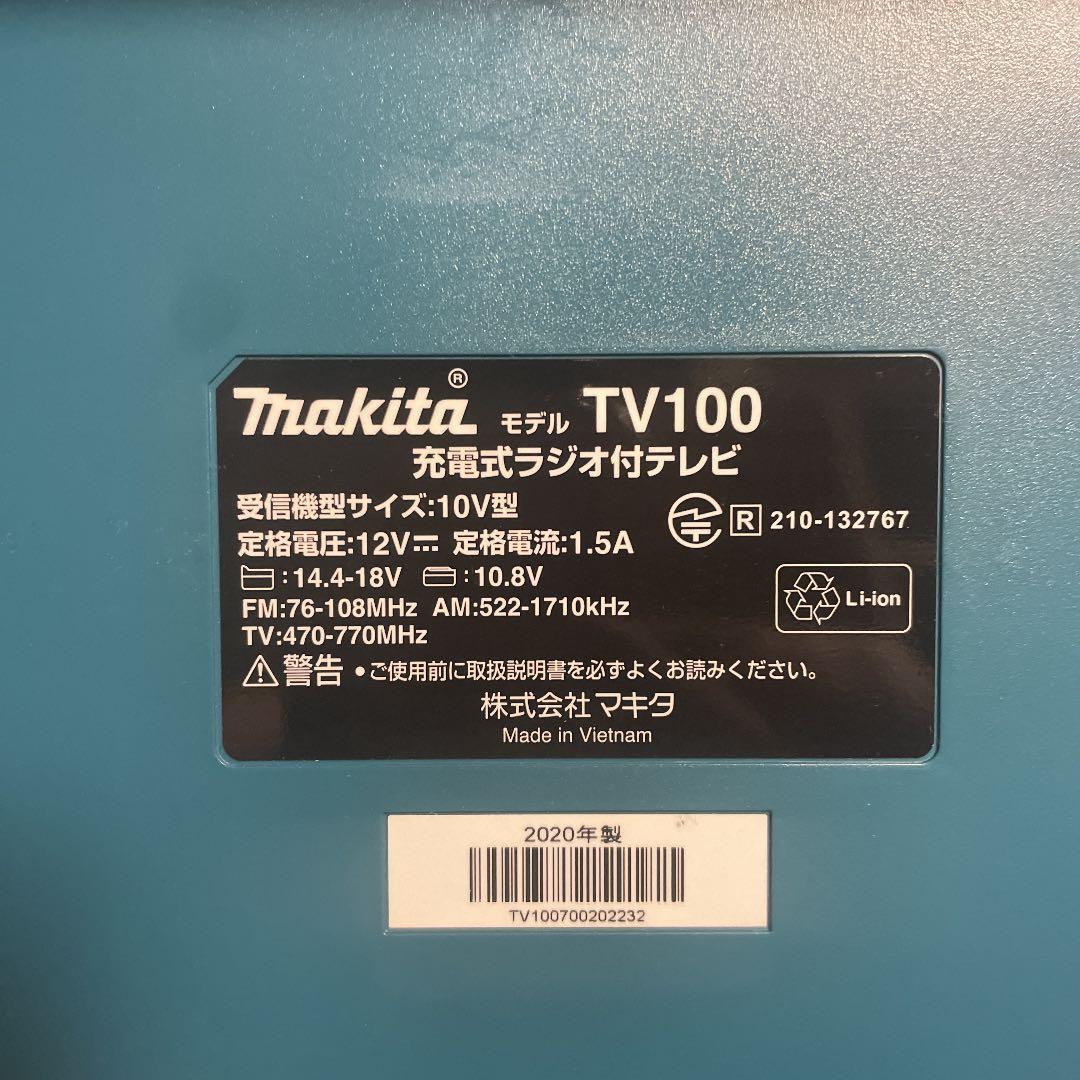 makita® モデル TV100
充電式ラジオ付テレビ
受信機型サイズ:10V型
定格電圧:12V⎓ 定格電流:1.5A
R 210-132767
:14.4-18V :10.8V
Li-ion
FM:76-108MHz AM:522-1710kHz
TV:470-770MHz
⚠警告 •ご使用前に取扱説明書を必ずよくお読みください。
株式会社マキタ
Made in Vietnam
2020年製
TV100700202232